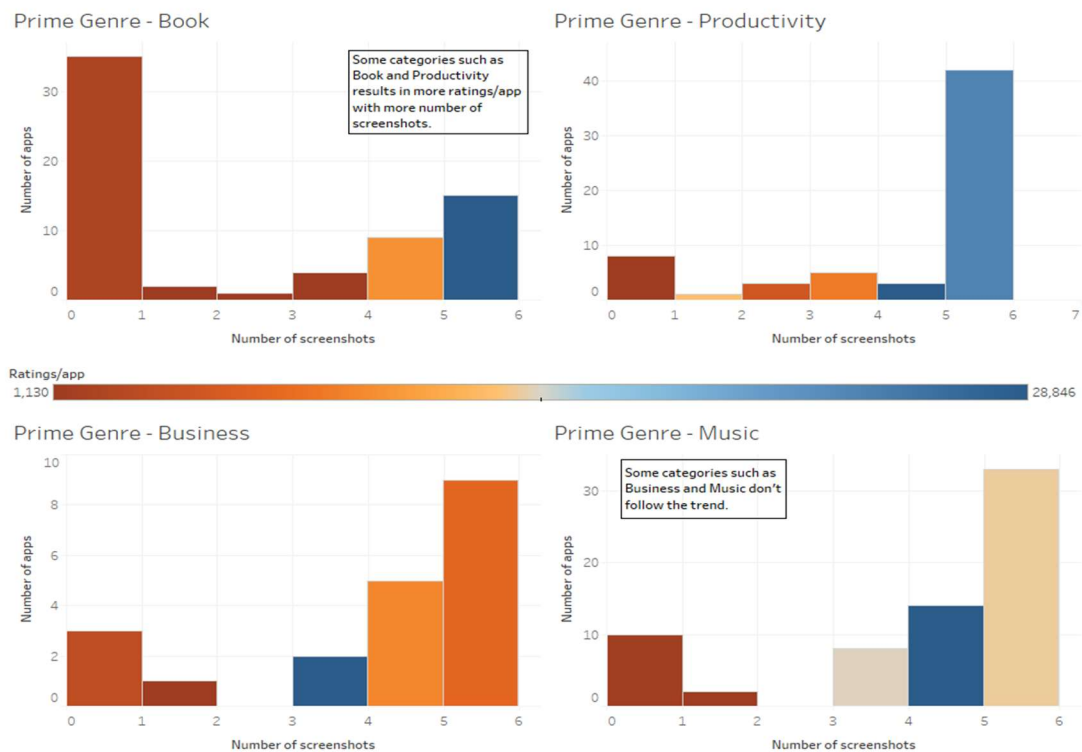 Prime Genre - Book
Some categories such as
Book and Productivity
results in more ratings/app
with more number of
screenshots.
Number of apps
30
20
10
0
0 1 2 3 4 5 6
Number of screenshots
Prime Genre - Productivity
Number of apps
40
30
20
10
0
0 1 2 3 4 5 6 7
Number of screenshots
Ratings/app
1,130 28,846
Prime Genre - Business
Number of apps
10
8
6
4
2
0
0 1 2 3 4 5 6
Number of screenshots
Prime Genre - Music
Some categories such as
Business and Music don't
follow the trend.
Number of apps
30
20
10
0
0 1 2 3 4 5 6
Number of screenshots